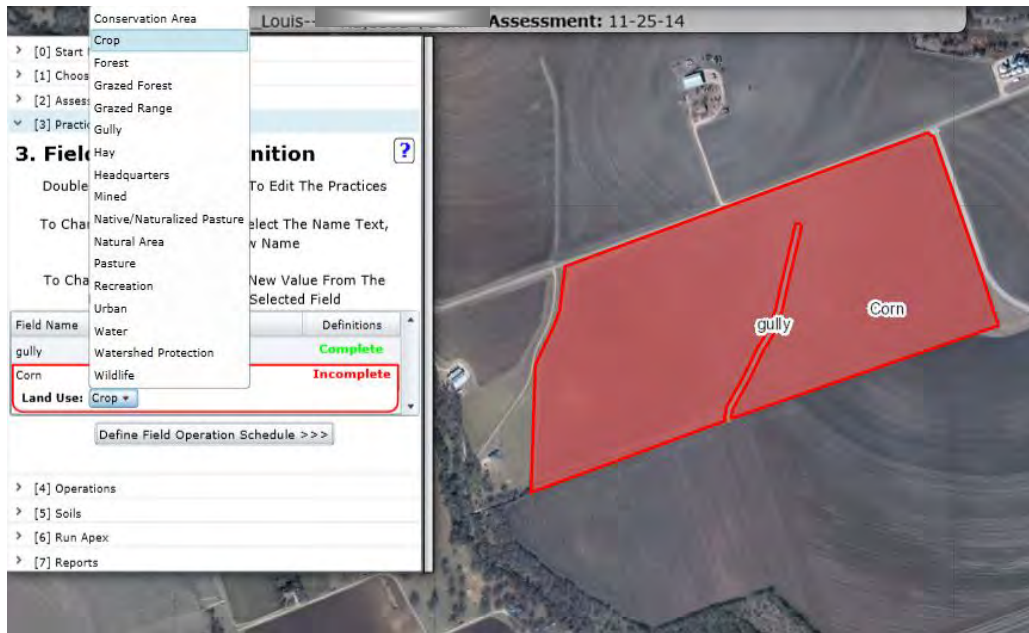 _Louis-- Assessment: 11-25-14
Conservation Area
Crop
Forest
Grazed Forest
Grazed Range
Gully
Hay
Headquarters
Mined
Native/Naturalized Pasture
Natural Area
Pasture
Recreation
Urban
Water
Watershed Protection
Wildlife
> [0] Start
> [1] Choos
> [2] Assess
[3] Practic
3. Fiel nition ?
Double To Edit The Practices
To Cha elect The Name Text,
w Name
To Cha New Value From The
Selected Field
Field Name Definitions
gully Complete
Corn Incomplete
Land Use: Crop
Define Field Operation Schedule >>>
> [4] Operations
> [5] Soils
> [6] Run Apex
> [7] Reports
gully
Corn